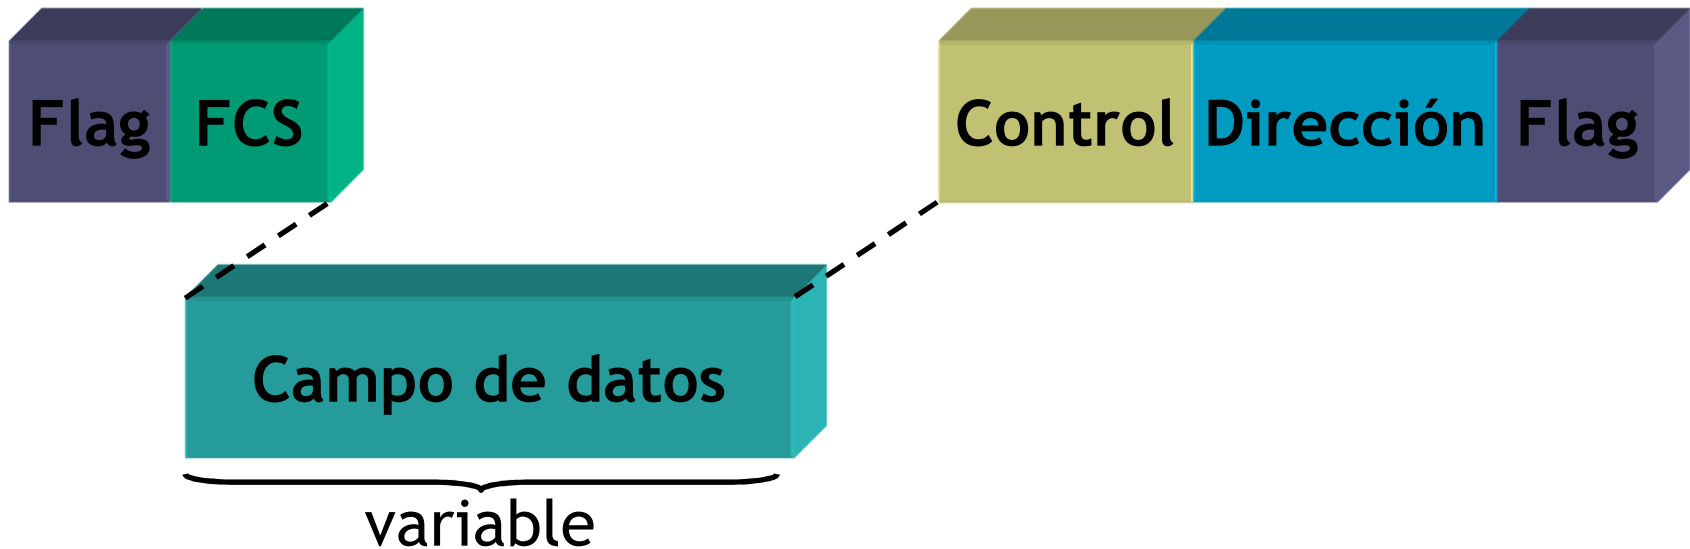 Flag FCS Control Dirección Flag
Campo de datos
variable